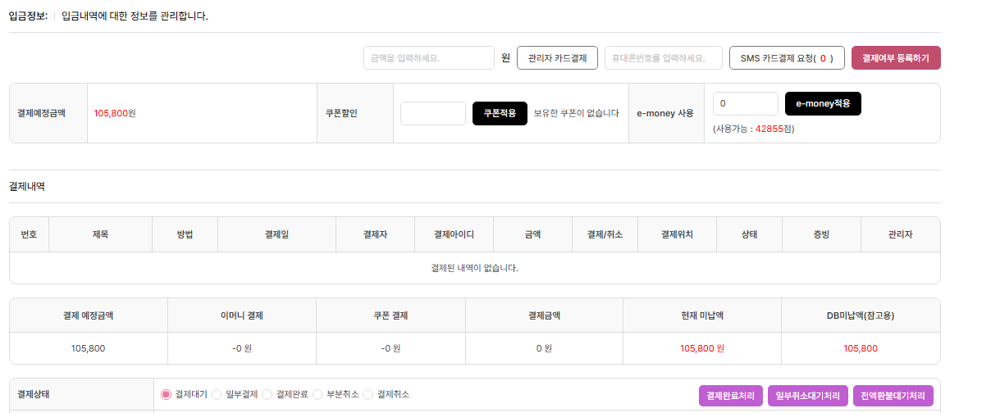 입금정보: 입금내역에 대한 정보를 관리합니다.
금액을 입력하세요. 원 관리자 카드결제 휴대폰번호를 입력하세요. SMS 카드결제 요청( 0 ) 결제여부 등록하기
결제예정금액 105,800원 쿠폰할인 쿠폰적용 보유한 쿠폰이 없습니다 e-money 사용 0 e-money적용
(사용가능 : 42855점)
결제내역
번호 제목 방법 결제일 결제자 결제아이디 금액 결제/취소 결제위치 상태 증빙 관리자
결제된 내역이 없습니다.
결제 예정금액 이머니 결제 쿠폰 결제 결제금액 현재 미납액 DB미납액(참고용)
105,800 -0 원 -0 원 0 원 105,800 원 105,800
결제상태 결제대기 일부결제 결제완료 부분취소 결제취소 결제완료처리 일부취소대기처리 전액환불대기처리